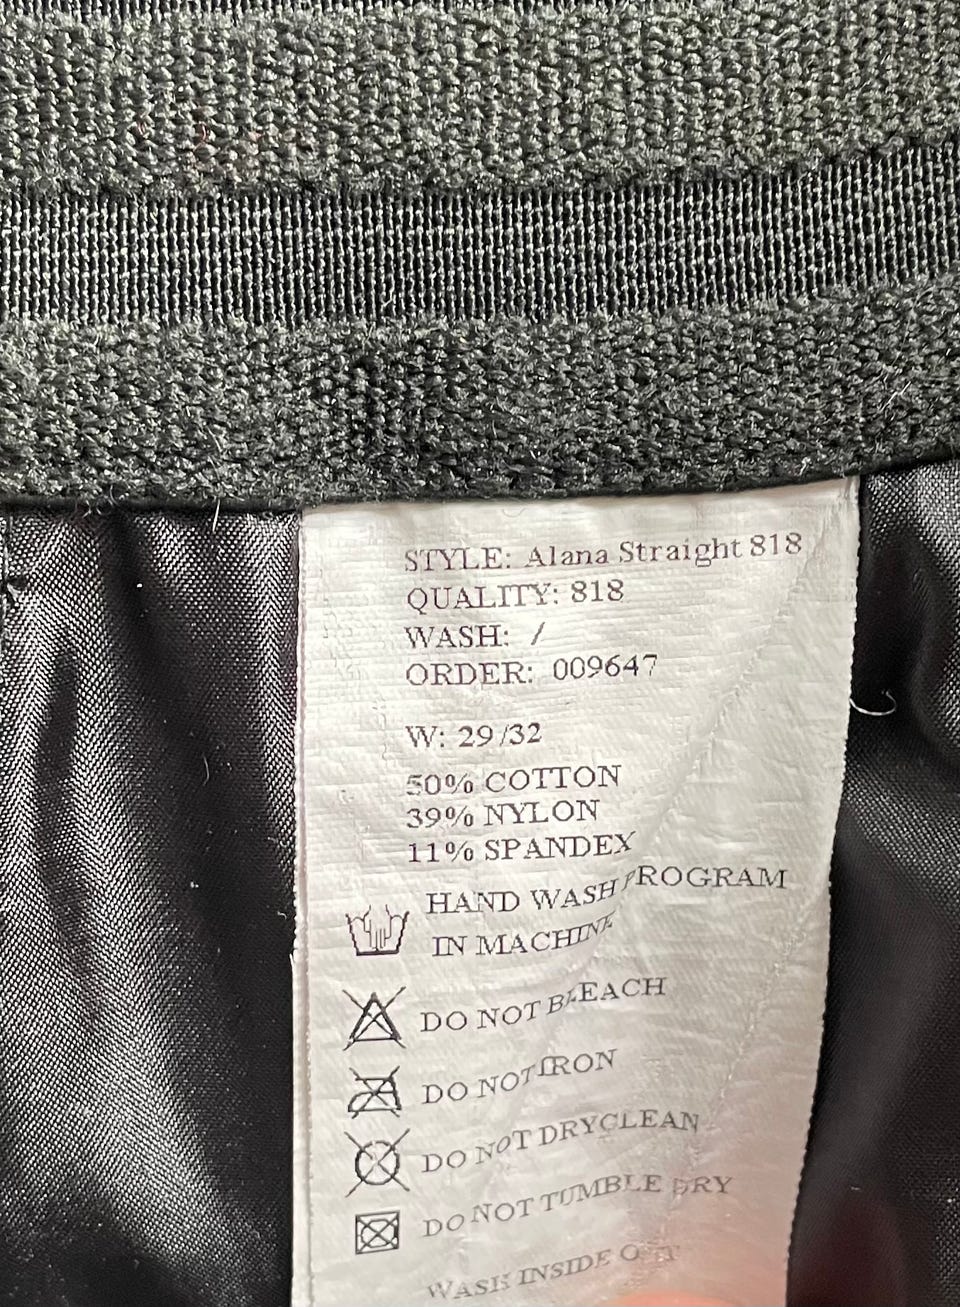 STYLE: Alana Straight 818
QUALITY: 818
WASH: /
ORDER: 009647
W: 29/32
50% COTTON
39% NYLON
11% SPANDEX
HAND WASH PROGRAM
IN MACHINE
DO NOT BLEACH
DO NOT IRON
DO NOT DRYCLEAN
DO NOT TUMBLE DRY
WASH INSIDE OUT